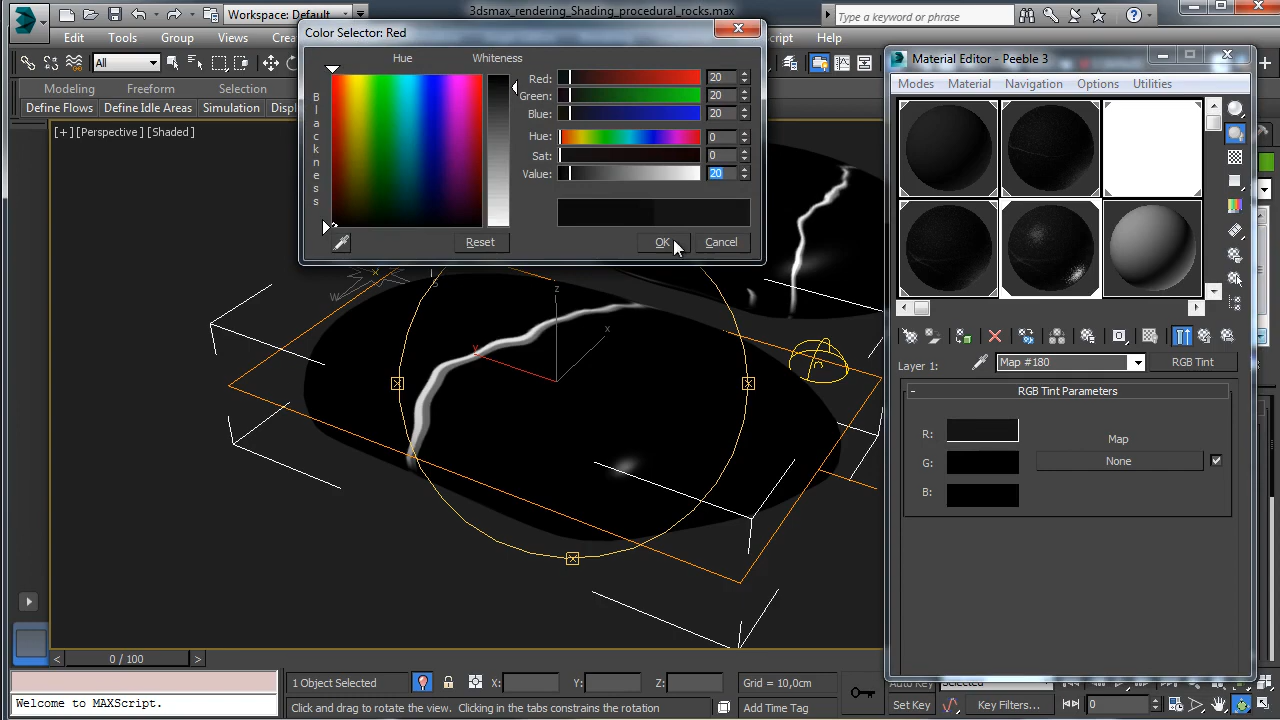 3dsmax_rendering_Shading_procedural_rocks.max
Workspace: Default
Type a keyword or phrase
Edit Tools Group Views Crea
cript Help
All
Modeling Freeform Selection
Define Flows Define Idle Areas Simulation Displ
[+] [Perspective] [Shaded]
Color Selector: Red
Hue Whiteness
Blackness
Red: 20
Green: 20
Blue: 20
Hue: 0
Sat: 0
Value: 20
Reset OK Cancel
Material Editor - Peeble 3
Modes Material Navigation Options Utilities
Layer 1: Map #180 RGB Tint
- RGB Tint Parameters
R:
Map
G: None
B:
z
x
y
0 / 100
Welcome to MAXScript.
1 Object Selected X: Y: Z: Grid = 10,0cm Auto Key Selected
Click and drag to rotate the view. Clicking in the tabs constrains the rotation Add Time Tag Set Key Key Filters... 0